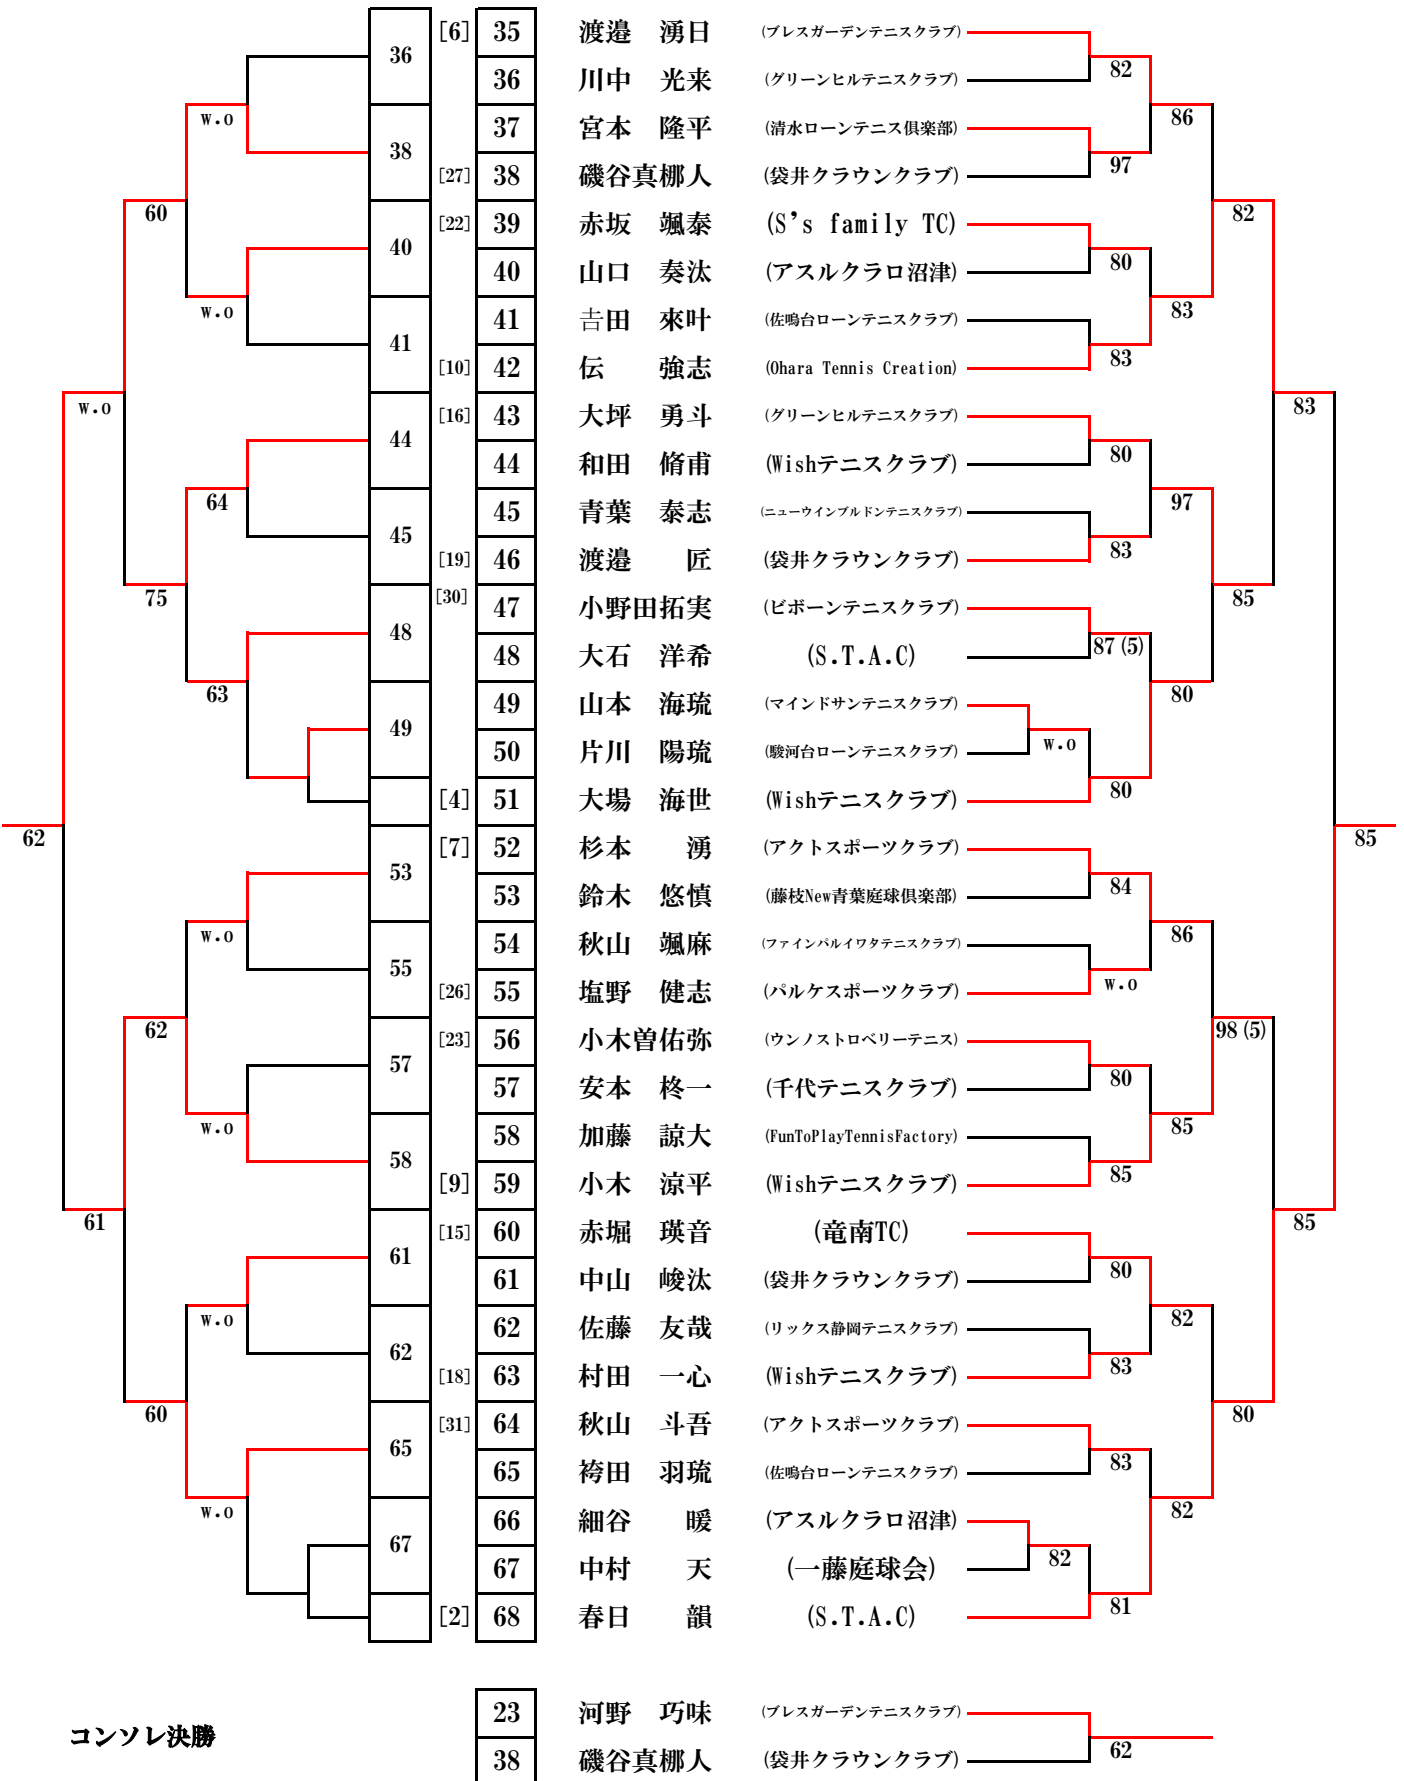 36 [6] 35 渡邉 湧日 (ブレスガーデンテニスクラブ)
36 川中 光来 (グリーンヒルテニスクラブ) 82
w.o 37 宮本 隆平 (清水ローンテニス倶楽部) 86
38 [27] 38 磯谷真梛人 (袋井クラウンクラブ) 97
60 [22] 39 赤坂 颯泰 (S's family TC) 82
40 40 山口 奏汰 (アスルクラロ沼津) 80
w.o 41 𠮷田 來叶 (佐鳴台ローンテニスクラブ) 83
41 [10] 42 伝 強志 (Ohara Tennis Creation) 83
w.o [16] 43 大坪 勇斗 (グリーンヒルテニスクラブ) 83
44 44 和田 脩甫 (Wishテニスクラブ) 80
64 45 青葉 泰志 (ニューウインブルドンテニスクラブ) 97
45 [19] 46 渡邉 匠 (袋井クラウンクラブ) 83
75 [30] 47 小野田拓実 (ビボーンテニスクラブ) 85
48 48 大石 洋希 (S.T.A.C) 87(5)
63 49 山本 海琉 (マインドサンテニスクラブ) 80
49 50 片川 陽琉 (駿河台ローンテニスクラブ) w.o
[4] 51 大場 海世 (Wishテニスクラブ) 80
62 [7] 52 杉本 湧 (アクトスポーツクラブ) 85
53 53 鈴木 悠慎 (藤枝New青葉庭球倶楽部) 84
w.o 54 秋山 颯麻 (ファインパルイワタテニスクラブ) 86
55 [26] 55 塩野 健志 (パルケスポーツクラブ) w.o
62 [23] 56 小木曽佑弥 (ウンノストロベリーテニス) 98(5)
57 57 安本 柊一 (千代テニスクラブ) 80
w.o 58 加藤 諒大 (FunToPlayTennisFactory) 85
58 [9] 59 小木 涼平 (Wishテニスクラブ) 85
61 [15] 60 赤堀 瑛音 (竜南TC) 85
61 61 中山 峻汰 (袋井クラウンクラブ) 80
w.o 62 佐藤 友哉 (リックス静岡テニスクラブ) 82
62 [18] 63 村田 一心 (Wishテニスクラブ) 83
60 [31] 64 秋山 斗吾 (アクトスポーツクラブ) 80
65 65 袴田 羽琉 (佐鳴台ローンテニスクラブ) 83
w.o 66 細谷 暖 (アスルクラロ沼津) 82
67 67 中村 天 (一藤庭球会) 82
[2] 68 春日 韻 (S.T.A.C) 81
コンソレ決勝
23 河野 巧味 (ブレスガーデンテニスクラブ)
38 磯谷真梛人 (袋井クラウンクラブ) 62